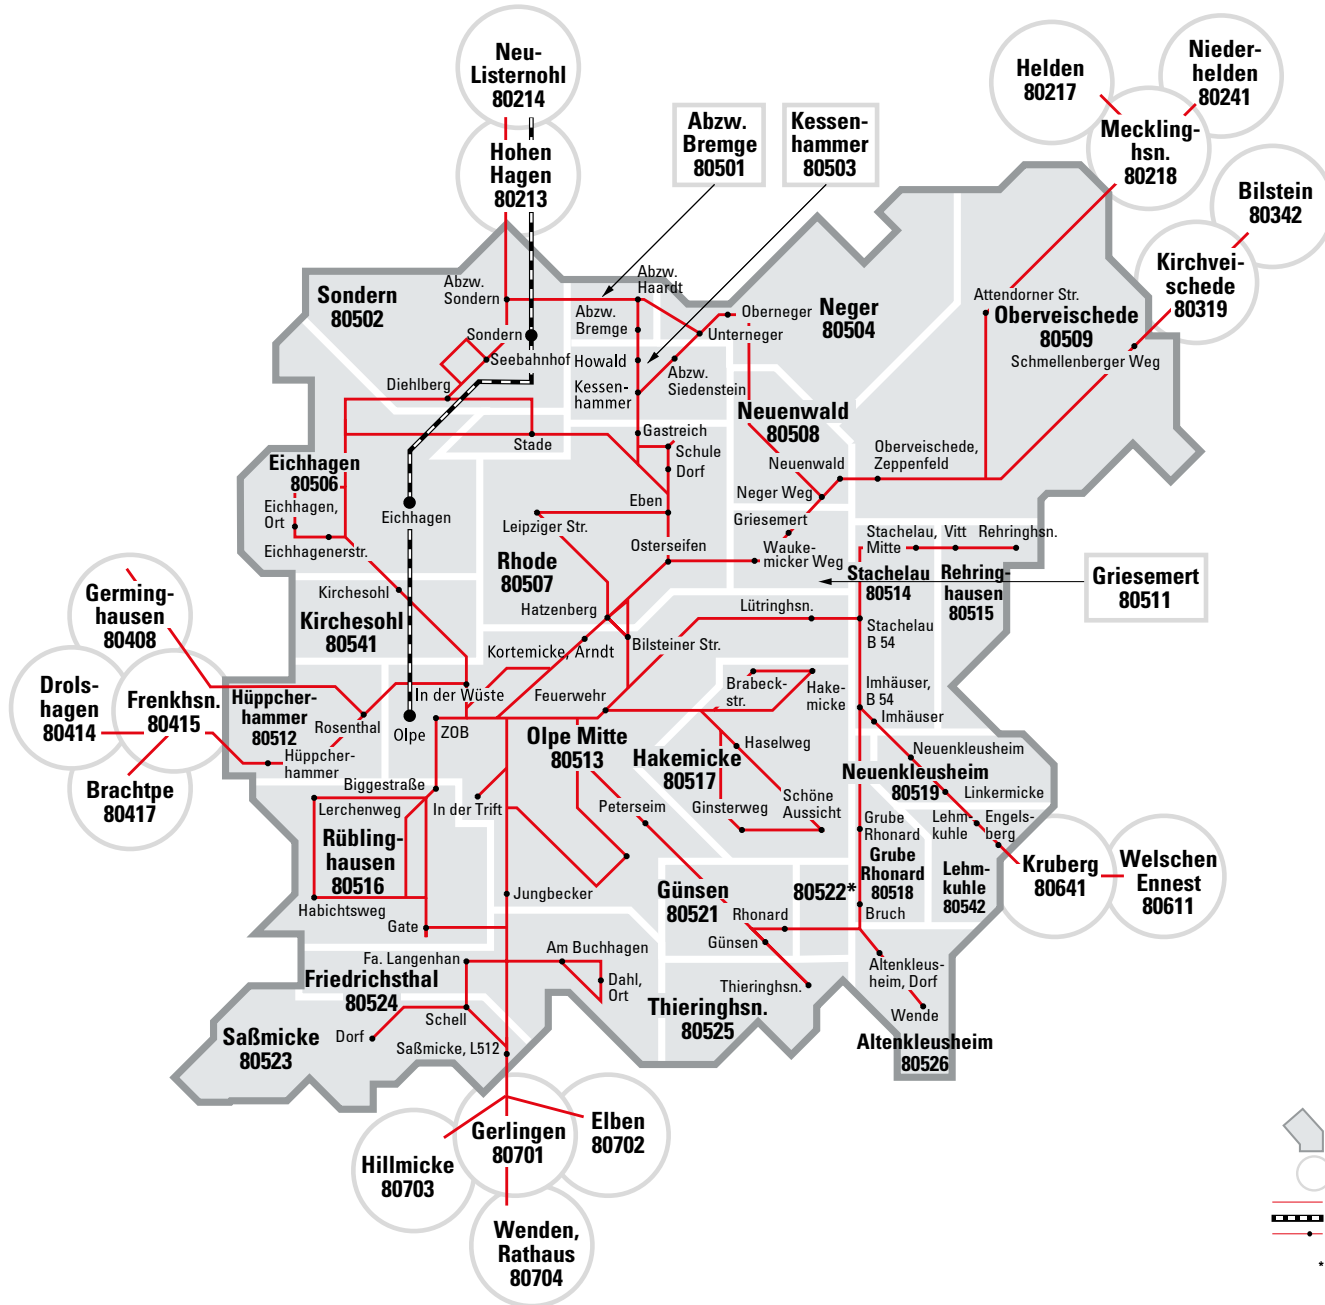 Neu-
Listernohl
80214
Hohen
Hagen
80213
Abzw.
Bremge
80501
Kessen-
hammer
80503
Helden
80217
Nieder-
helden
80241
Mecklingh-
hsn.
80218
Bilstein
80342
Kirchvei-
schede
80319
Sondern
80502
Abzw.
Sondern
Abzw.
Haardt
Abzw.
Bremge
Oberneger
Unterneger
Neger
80504
Attendorner Str.
Oberveischede
80509
Schmellenberger Weg
Sondern
Seebahnhof
Howald
Abzw.
Siedenstein
Kessen-
hammer
Diehlberg
Neuenwald
80508
Stade
Gastreich
Schule
Dorf
Oberveischede,
Zeppenfeld
Neuenwald
Eichhagen
80506
Eichhagen,
Ort
Eichhagenerstr.
Eichhagen
Eben
Leipziger Str.
Neger Weg
Griesemert
Osterseifen
Wauke-
micker Weg
Stachelau,
Mitte
Vitt
Rehringhsn.
Rhode
80507
Stachelau
80514
Rehring-
hausen
80515
Griesemert
80511
Germing-
hausen
80408
Kirchesohl
Kirchesohl
80541
Hatzenberg
Lütringhsn.
Stachelau
B 54
Kortemicke, Arndt
Bilsteiner Str.
Drols-
hagen
80414
Frenkhsn.
80415
Brachtpe
80417
Hüppcher-
hammer
80512
Rosenthal
In der Wüste
Feuerwehr
Brabeck-
str.
Hake-
micke
Imhäuser,
B 54
Imhäuser
Olpe
ZOB
Hüppcher-
hammer
Olpe Mitte
80513
Hakemicke
80517
Haselweg
Neuenkleusheim
Neuenkleusheim
80519
Linkermicke
Biggestraße
Lerchenweg
In der Trift
Peterseim
Ginsterweg
Schöne
Aussicht
Grube
Rhonard
Lehm-
kuhle
Engels-
berg
Rübling-
hausen
80516
Grube
Rhonard
80518
Lehm-
kuhle
80542
Kruberg
80641
Welschen
Ennest
80611
Habichtsweg
Jungbecker
Günsen
80521
80522*
Rhonard
Bruch
Gate
Günsen
Fa. Langenhan
Am Buchhagen
Friedrichsthal
80524
Dahl,
Ort
Thieringhsn.
Altenkleus-
heim, Dorf
Thieringhsn.
80525
Wende
Schell
Saßmicke
80523
Dorf
Saßmicke, L512
Altenkleusheim
80526
Gerlingen
80701
Elben
80702
Hillmicke
80703
Wenden,
Rathaus
80704
*